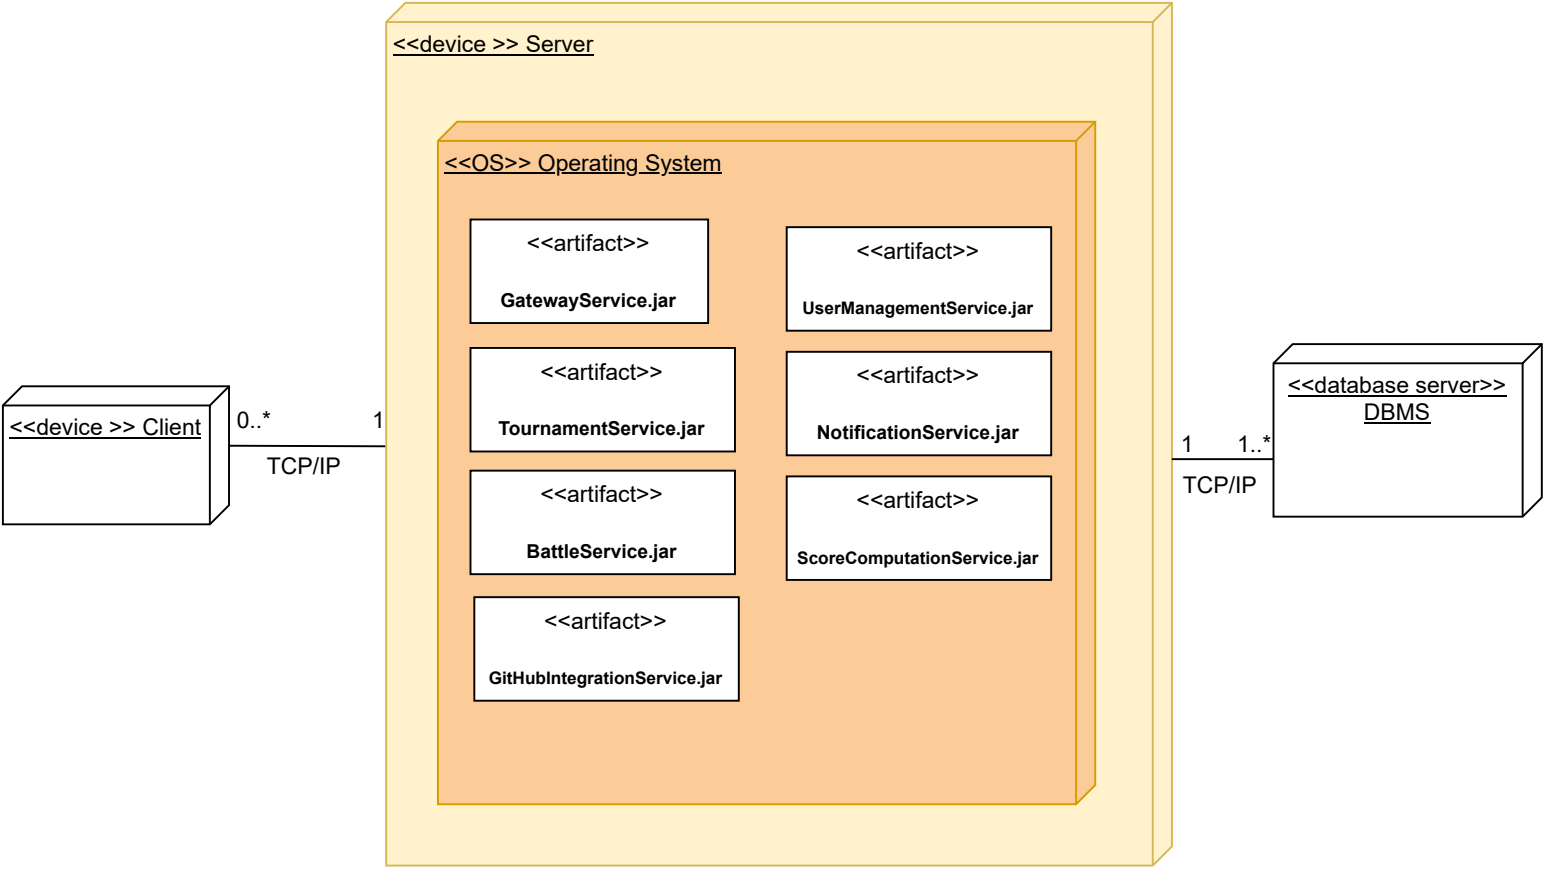 <<device >> Server
<<OS>> Operating System
<<artifact>>
GatewayService.jar
<<artifact>>
UserManagementService.jar
<<artifact>>
TournamentService.jar
<<artifact>>
NotificationService.jar
<<artifact>>
BattleService.jar
<<artifact>>
ScoreComputationService.jar
<<artifact>>
GitHubIntegrationService.jar
<<device >> Client
0..*
1
TCP/IP
<<database server>>
DBMS
1
1..*
TCP/IP